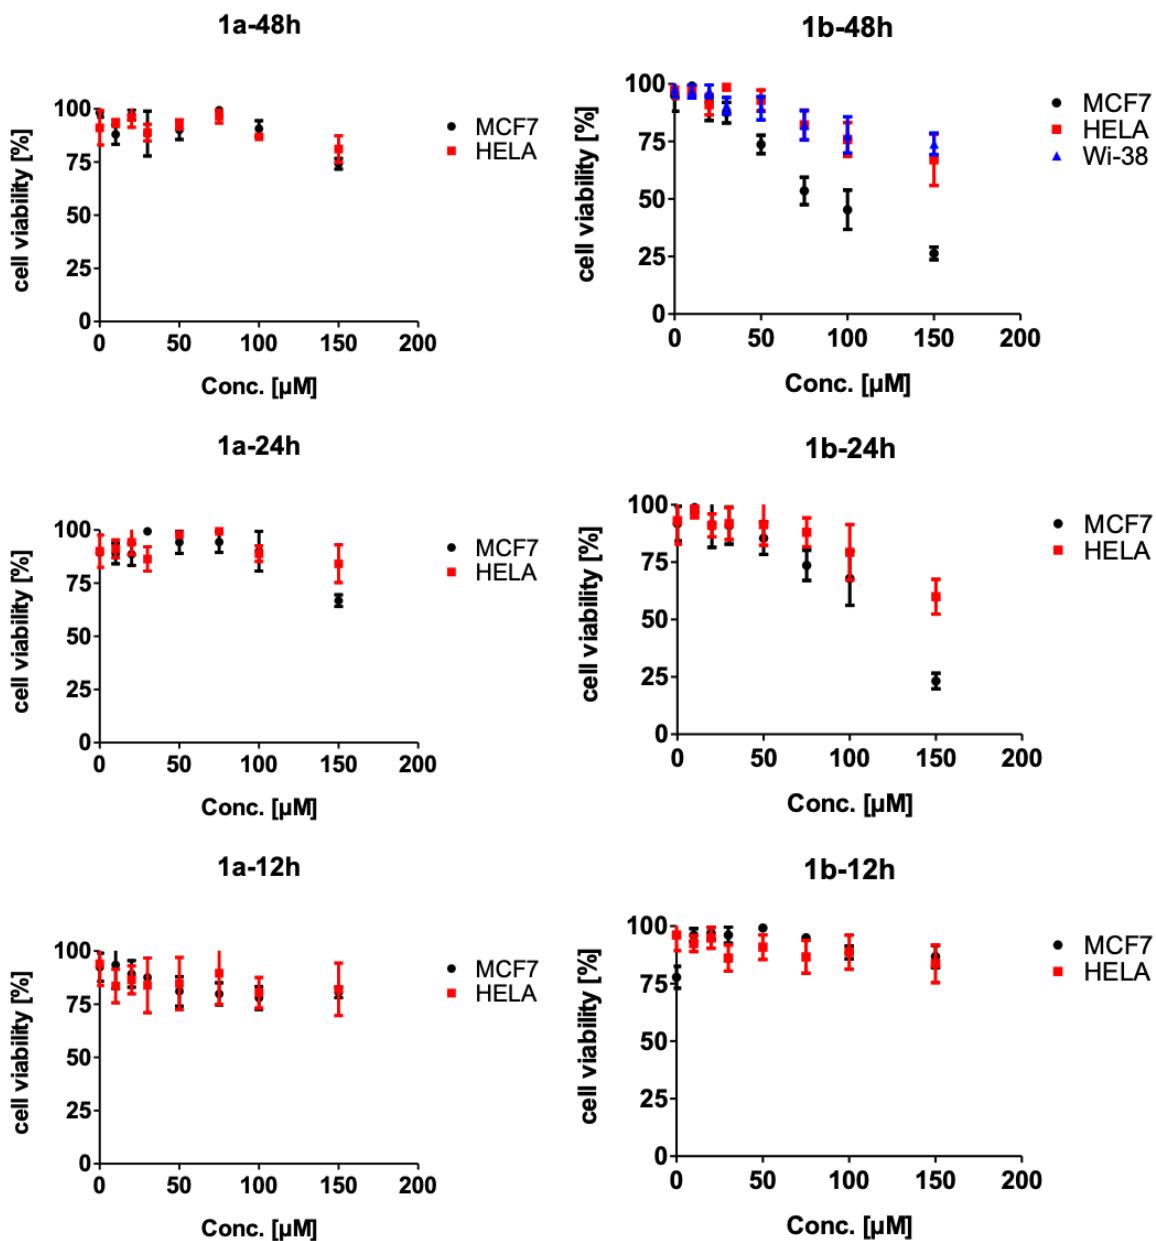 1a-48h
cell viability [%]
100
75
50
25
0
0 50 100 150 200
Conc. [µM]
MCF7
HELA
1b-48h
cell viability [%]
100
75
50
25
0
0 50 100 150 200
Conc. [µM]
MCF7
HELA
Wi-38
1a-24h
cell viability [%]
100
75
50
25
0
0 50 100 150 200
Conc. [µM]
MCF7
HELA
1b-24h
cell viability [%]
100
75
50
25
0
0 50 100 150 200
Conc. [µM]
MCF7
HELA
1a-12h
cell viability [%]
100
75
50
25
0
0 50 100 150 200
Conc. [µM]
MCF7
HELA
1b-12h
cell viability [%]
100
75
50
25
0
0 50 100 150 200
Conc. [µM]
MCF7
HELA